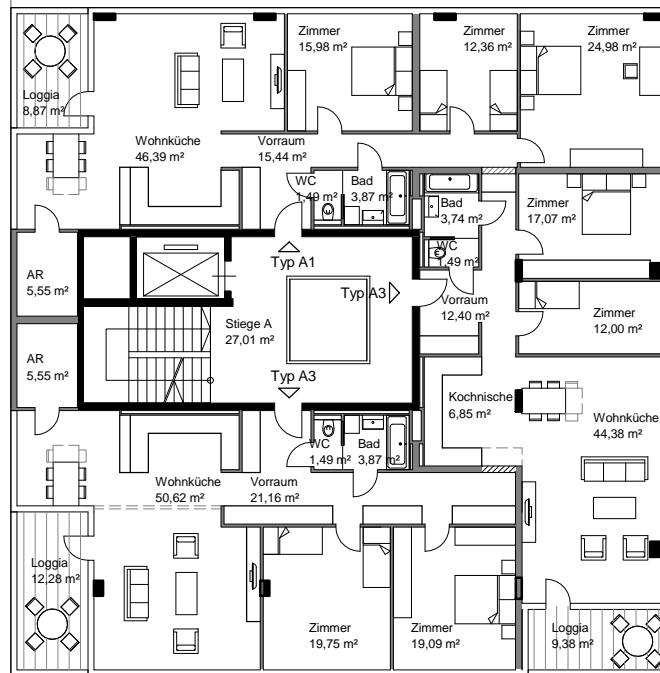 Zimmer
15,98 m²
Zimmer
12,36 m²
Zimmer
24,98 m²
Loggia
8,87 m²
Wohnküche
46,39 m²
Vorraum
15,44 m²
WC
1,49 m²
Bad
3,87 m²
Bad
3,74 m²
Zimmer
17,07 m²
WC
1,49 m²
Typ A1
AR
5,55 m²
Typ A3
Vorraum
12,40 m²
Zimmer
12,00 m²
Stiege A
27,01 m²
AR
5,55 m²
Typ A3
Kochnische
6,85 m²
Wohnküche
44,38 m²
WC
1,49 m²
Bad
3,87 m²
Wohnküche
50,62 m²
Vorraum
21,16 m²
Loggia
12,28 m²
Zimmer
19,75 m²
Zimmer
19,09 m²
Loggia
9,38 m²